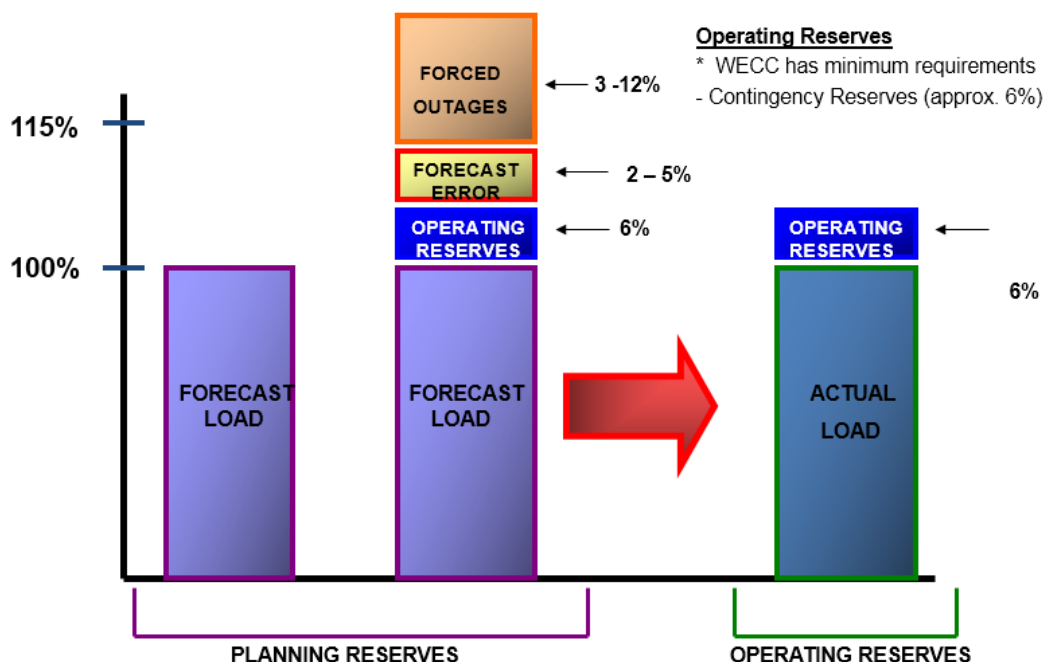 Operating Reserves
* WECC has minimum requirements
- Contingency Reserves (approx. 6%)
FORCED
OUTAGES
3 -12%
115%
FORECAST
ERROR
2 – 5%
OPERATING
RESERVES
6%
OPERATING
RESERVES
6%
100%
FORECAST
LOAD
FORECAST
LOAD
ACTUAL
LOAD
PLANNING RESERVES
OPERATING RESERVES